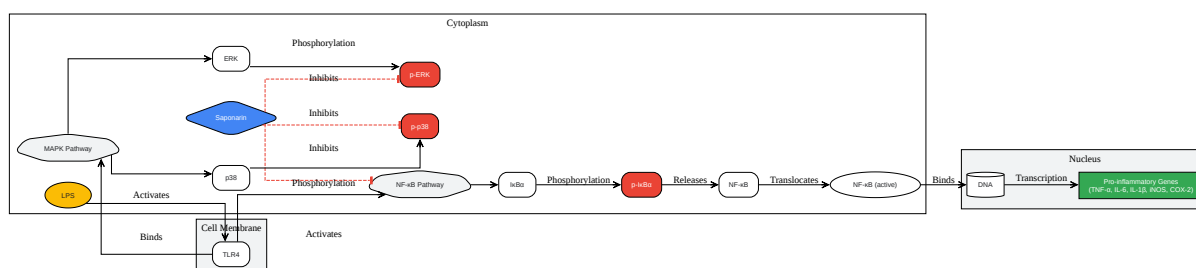 Cytoplasm
Phosphorylation
ERK
p-ERK
Inhibits
Saponarin
Inhibits
p-p38
MAPK Pathway
Inhibits
p38
Phosphorylation
NF-κB Pathway
IκBα
Phosphorylation
p-IκBα
Releases
NF-κB
Translocates
NF-κB (active)
Binds
Nucleus
DNA
Transcription
Pro-inflammatory Genes
(TNF-α, IL-6, IL-1β, iNOS, COX-2)
LPS
Activates
Cell Membrane
Binds
Activates
TLR4